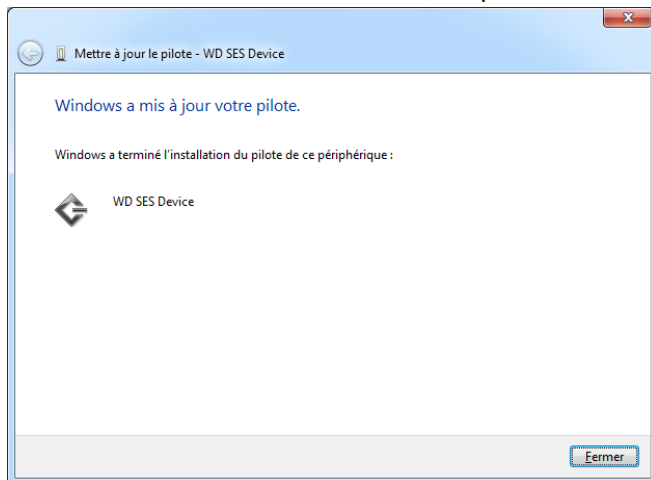 Mettre à jour le pilote - WD SES Device
Windows a mis à jour votre pilote.
Windows a terminé l'installation du pilote de ce périphérique :
WD SES Device
Fermer